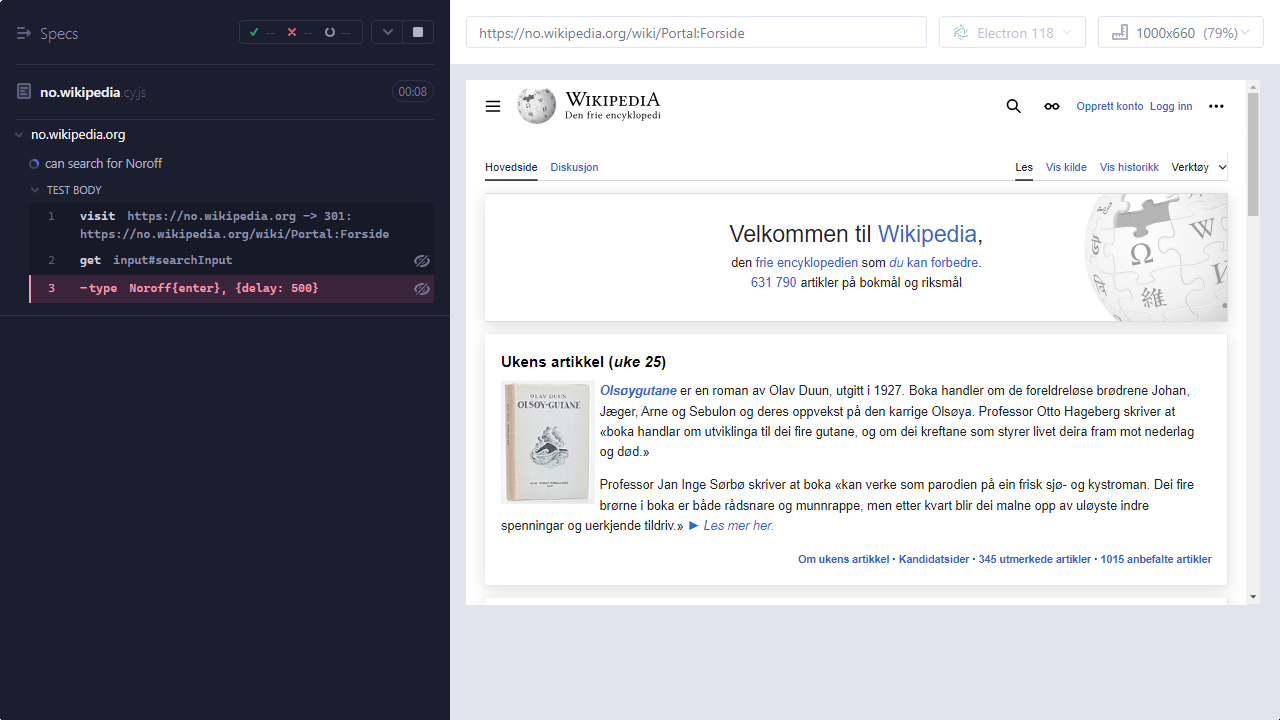 Specs
--
--
--
no.wikipedia.cy.js
00:08
no.wikipedia.org
can search for Noroff
TEST BODY
1 visit https://no.wikipedia.org -> 301:
https://no.wikipedia.org/wiki/Portal:Forside
2 get input#searchInput
3 -type Noroff{enter}, {delay: 500}
https://no.wikipedia.org/wiki/Portal:Forside
Electron 118
1000x660 (79%)
WIKIPEDIA
Den frie encyklopedi
Opprett konto Logg inn
Hovedside Diskusjon
Les Vis kilde Vis historikk Verktøy
Velkommen til Wikipedia,
den frie encyklopedien som du kan forbedre.
631 790 artikler på bokmål og riksmål
Ukens artikkel (uke 25)
OLAV DUUN
OLSØY-GUTANE
Olsøygutane er en roman av Olav Duun, utgitt i 1927. Boka handler om de foreldreløse brødrene Johan,
Jæger, Arne og Sebulon og deres oppvekst på den karrige Olsøya. Professor Otto Hageberg skriver at
«boka handlar om utviklinga til dei fire gutane, og om dei kreftane som styrer livet deira fram mot nederlag
og død.»
Professor Jan Inge Sørbø skriver at boka «kan verke som parodien på ein frisk sjø- og kystroman. Dei fire
brørne i boka er både rådsnare og munnrappe, men etter kvart blir dei malne opp av uløyste indre
spenningar og uerkjende tildriv.» ► Les mer her.
Om ukens artikkel · Kandidatsider · 345 utmerkede artikler · 1015 anbefalte artikler